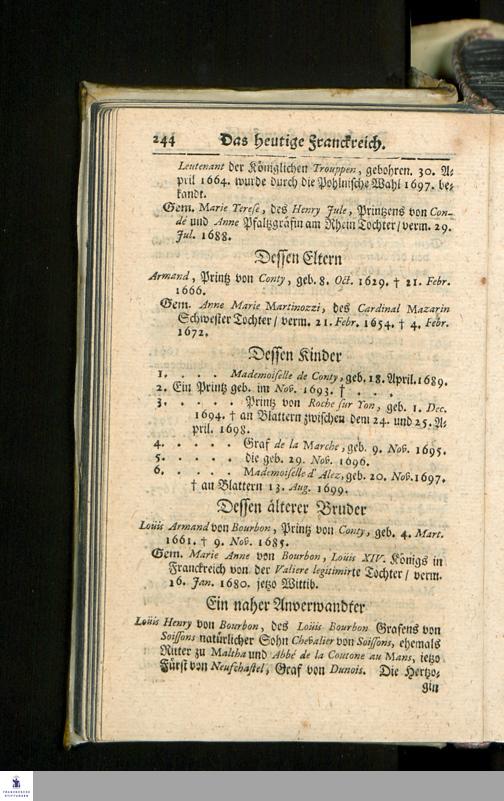 244 Das heutige Franckreich.
Leutenant der Königlichen Trouppen, gebohren. 30. A-
pril 1664. wurde durch die Pohlnische Wahl 1697. be-
kandt.
Gem. Marie Terese, des Henry Jule, Printzens von Con-
dé und Anne Pfaltzgräfin am Rhein Tochter/ verm. 29.
Jul. 1688.
Dessen Eltern
Armand, Printz von Conty, geb. 8. Oct. 1629. † 21. Febr.
1666.
Gem. Anne Marie Martinozzi, des Cardinal Mazarin
Schwester Tochter/ verm. 21. Febr. 1654. † 4. Febr.
1672.
Dessen Kinder
1. . . . Mademoiselle de Conty, geb. 18. April. 1689.
2. Ein Printz geb. im Nov. 1693. † . . .
3. . . . . Printz von Roche sur Yon, geb. 1. Dec.
1694. † an Blattern zwischen dem 24. und 25. A-
pril. 1698.
4. . . . . Graf de la Marche, geb. 9. Nov. 1695.
5. . . . . die geb. 29. Nov. 1696.
6. . . . . Mademoiselle d'Alez, geb. 20. Nov. 1697.
† an Blattern 13. Aug. 1699.
Dessen älterer Bruder
Loüis Armand von Bourbon, Printz von Conty, geb. 4. Mart.
1661. † 9. Nov. 1685.
Gem. Marie Anne von Bourbon, Loüis XIV. Königs in
Franckreich von der Valiere legitimirte Tochter/ verm.
16. Jan. 1680. jetzo Wittib.
Ein naher Anverwandter
Loüis Henry von Bourbon, des Loüis Bourbon Grafens von
Soissons natürlicher Sohn Chevalier von Soissons, ehemals
Ritter zu Maltha und Abbé de la Coutone au Mans, jetzo
Fürst von Neufchastel, Graf von Dunois. Die Hertzo-
gin
FRANCKESCHE
STIFTUNGEN